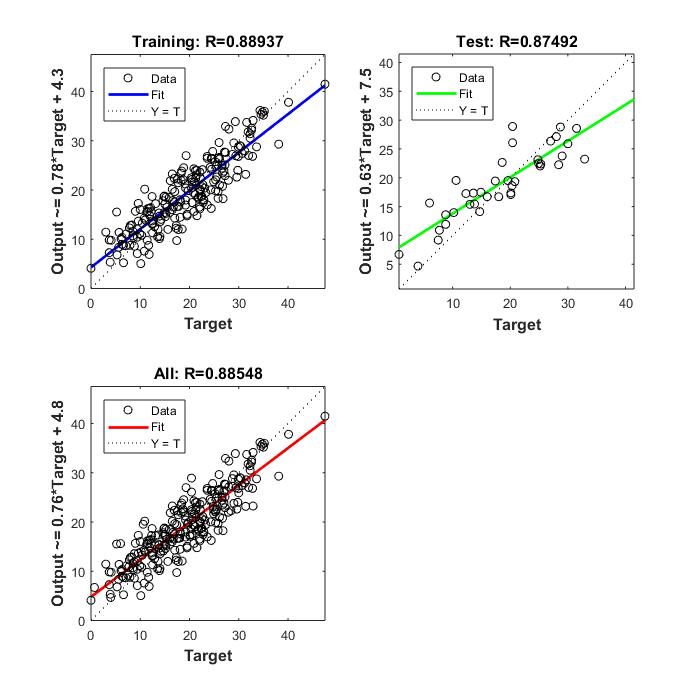 Training: R=0.88937
Output ~= 0.78*Target + 4.3
Data
Fit
Y = T
40
30
20
10
0
0 10 20 30 40
Target
Test: R=0.87492
Output ~= 0.63*Target + 7.5
Data
Fit
Y = T
40
35
30
25
20
15
10
5
10 20 30 40
Target
All: R=0.88548
Output ~= 0.76*Target + 4.8
Data
Fit
Y = T
40
30
20
10
0
0 10 20 30 40
Target